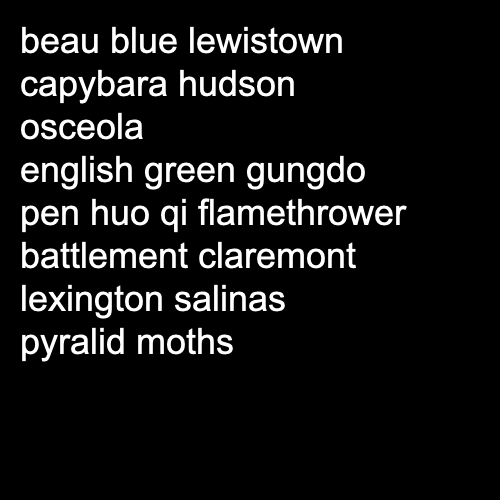 beau blue lewistown
capybara hudson
osceola
english green gungdo
pen huo qi flamethrower
battlement claremont
lexington salinas
pyralid moths